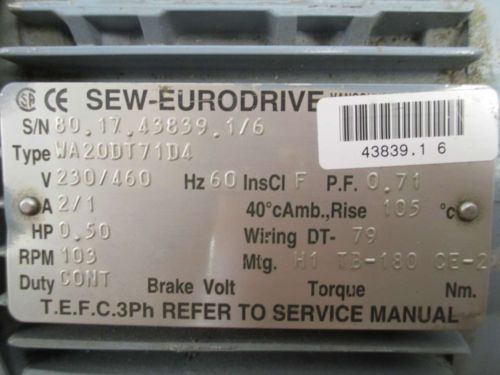 SP CE SEW-EURODRIVE
S/N 80.17.43839.1/6
43839.1 6
Type WA20DT71D4
V 230/460 Hz 60 InsCl F P.F. 0.71
A 2/1 40°cAmb.,Rise 105 °c
HP 0.50 Wiring DT- 79
RPM 103 Mtg. H1 TB-180 CE-2
Duty CONT Brake Volt Torque Nm.
T.E.F.C.3Ph REFER TO SERVICE MANUAL